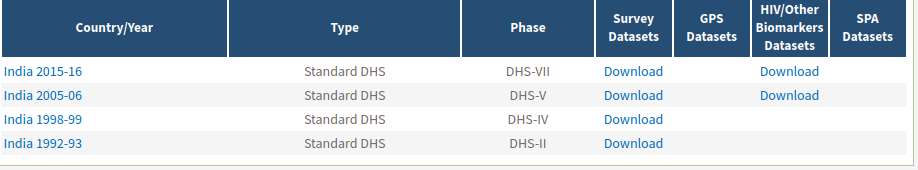 Country/Year Type Phase Survey Datasets GPS Datasets HIV/Other Biomarkers Datasets SPA Datasets
India 2015-16 Standard DHS DHS-VII Download Download
India 2005-06 Standard DHS DHS-V Download Download
India 1998-99 Standard DHS DHS-IV Download
India 1992-93 Standard DHS DHS-II Download